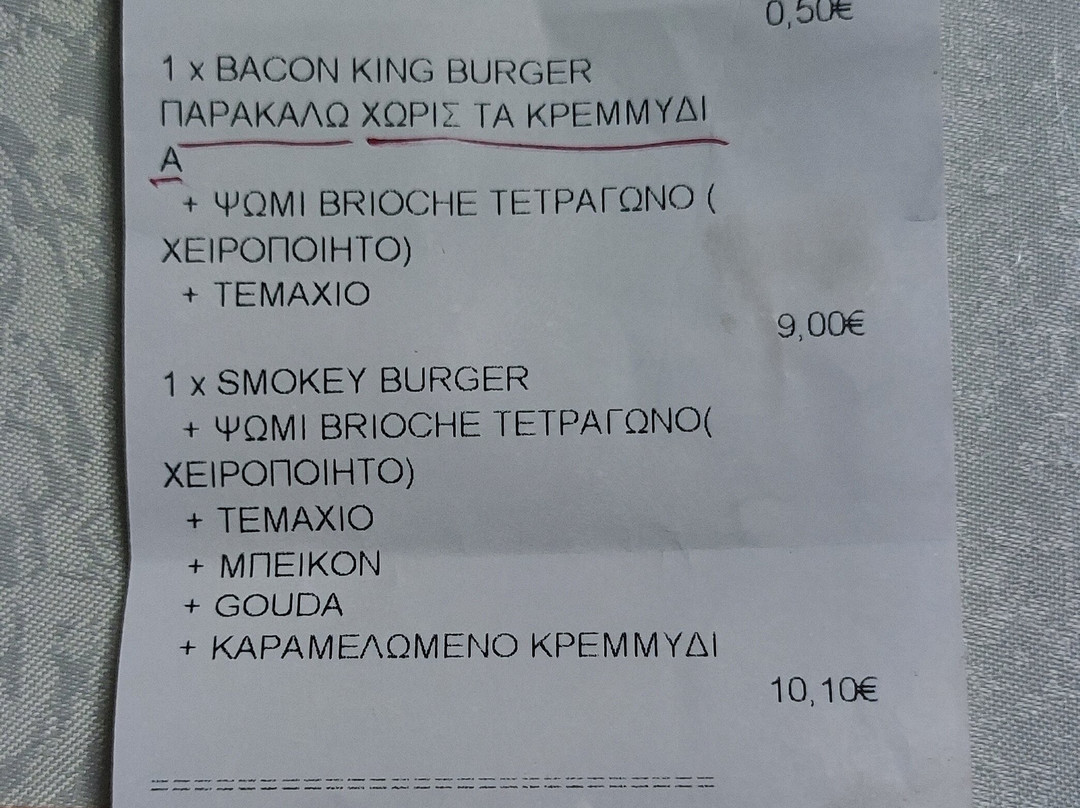 0,50€
1 x BACON KING BURGER
ΠΑΡΑΚΑΛΩ ΧΩΡΙΣ ΤΑ ΚΡΕΜΜΥΔΙ
Α
+ ΨΩΜΙ BRIOCHE ΤΕΤΡΑΓΩΝΟ (
ΧΕΙΡΟΠΟΙΗΤΟ)
+ ΤΕΜΑΧΙΟ
9,00€
1 x SMOKEY BURGER
+ ΨΩΜΙ BRIOCHE ΤΕΤΡΑΓΩΝΟ(
ΧΕΙΡΟΠΟΙΗΤΟ)
+ ΤΕΜΑΧΙΟ
+ ΜΠΕΙΚΟΝ
+ GOUDA
+ ΚΑΡΑΜΕΛΩΜΕΝΟ ΚΡΕΜΜΥΔΙ
10,10€